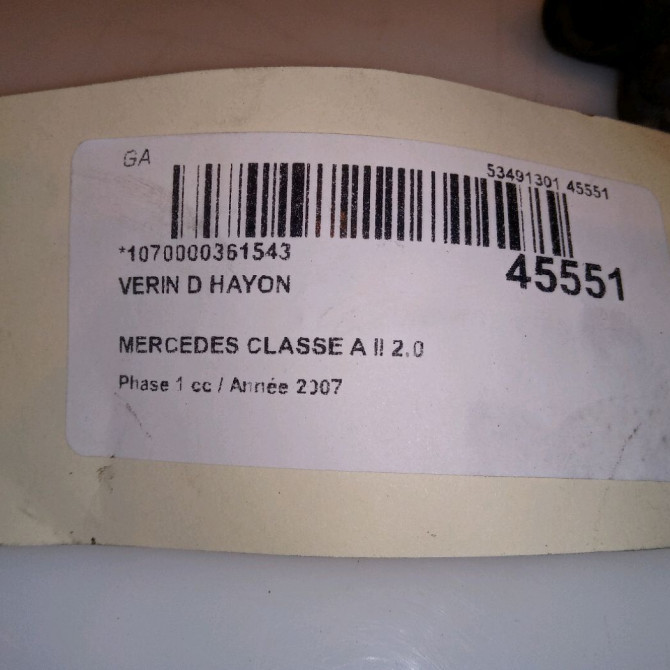 GA
53491301 45551
*1070000361543
45551
VERIN D HAYON
MERCEDES CLASSE A II 2.0
Phase 1 cc / Année 2007